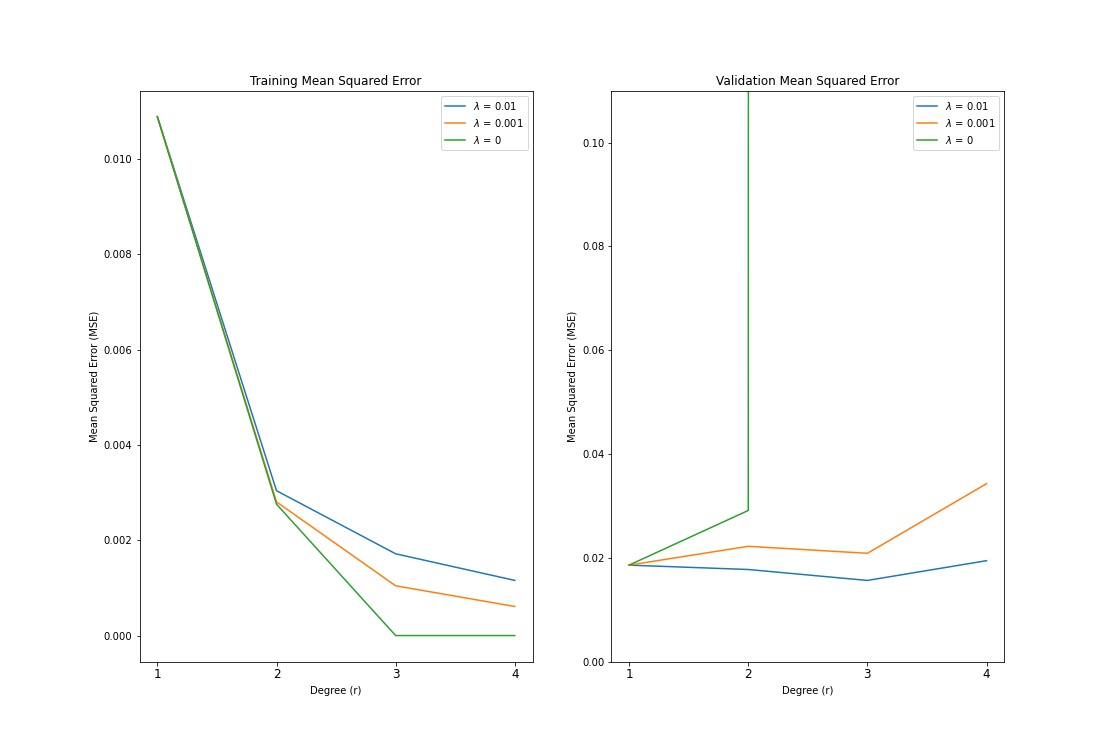 Training Mean Squared Error
λ = 0.01
λ = 0.001
λ = 0
0.010
0.008
0.006
0.004
0.002
0.000
Mean Squared Error (MSE)
1 2 3 4
Degree (r)
Validation Mean Squared Error
λ = 0.01
λ = 0.001
λ = 0
0.10
0.08
0.06
0.04
0.02
0.00
Mean Squared Error (MSE)
1 2 3 4
Degree (r)